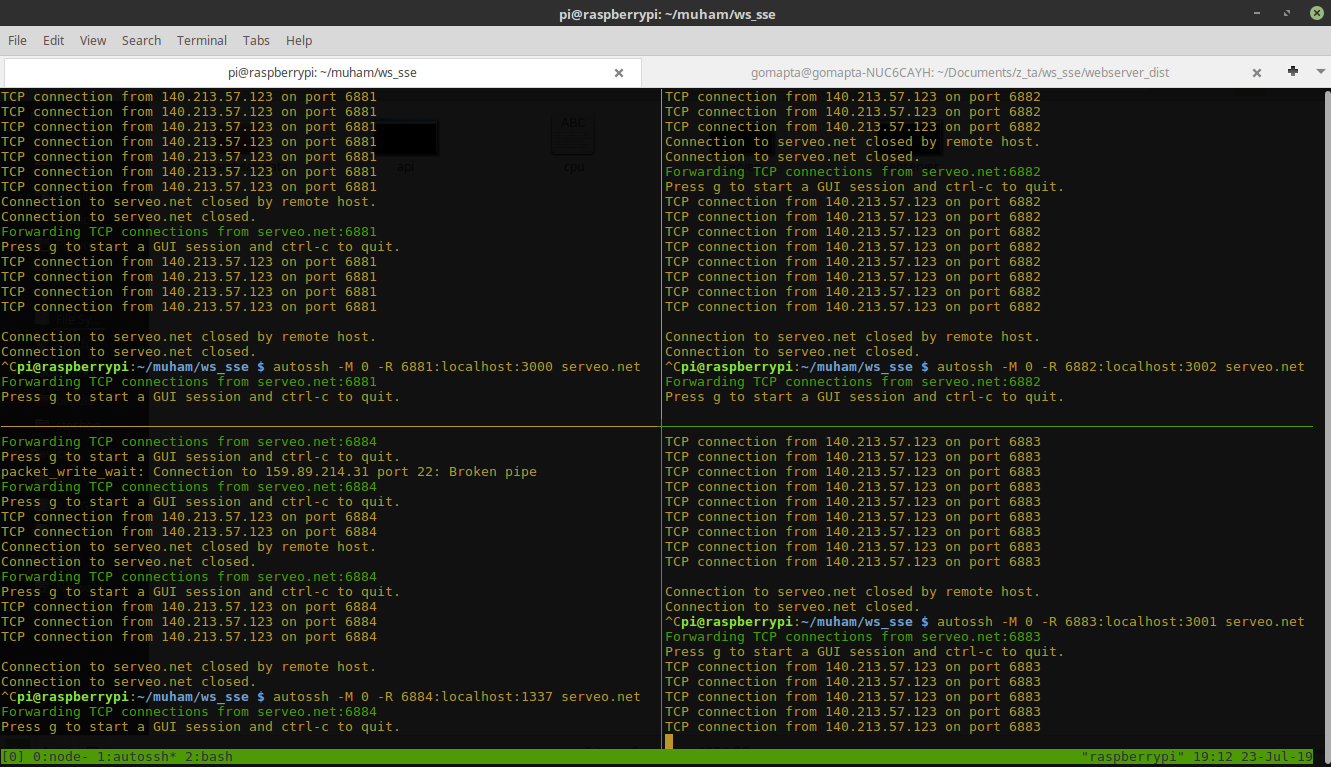 pi@raspberrypi: ~/muham/ws_sse
File Edit View Search Terminal Tabs Help
pi@raspberrypi: ~/muham/ws_sse
gomapta@gomapta-NUC6CAYH: ~/Documents/z_ta/ws_sse/webserver_dist
TCP connection from 140.213.57.123 on port 6881
TCP connection from 140.213.57.123 on port 6881
TCP connection from 140.213.57.123 on port 6881
TCP connection from 140.213.57.123 on port 6881
TCP connection from 140.213.57.123 on port 6881
TCP connection from 140.213.57.123 on port 6881
TCP connection from 140.213.57.123 on port 6881
Connection to serveo.net closed by remote host.
Connection to serveo.net closed.
Forwarding TCP connections from serveo.net:6881
Press g to start a GUI session and ctrl-c to quit.
TCP connection from 140.213.57.123 on port 6881
TCP connection from 140.213.57.123 on port 6881
TCP connection from 140.213.57.123 on port 6881
TCP connection from 140.213.57.123 on port 6881
Connection to serveo.net closed by remote host.
Connection to serveo.net closed.
^Cpi@raspberrypi:~/muham/ws_sse $ autossh -M 0 -R 6881:localhost:3000 serveo.net
Forwarding TCP connections from serveo.net:6881
Press g to start a GUI session and ctrl-c to quit.
TCP connection from 140.213.57.123 on port 6882
TCP connection from 140.213.57.123 on port 6882
TCP connection from 140.213.57.123 on port 6882
Connection to serveo.net closed by remote host.
Connection to serveo.net closed.
Forwarding TCP connections from serveo.net:6882
Press g to start a GUI session and ctrl-c to quit.
TCP connection from 140.213.57.123 on port 6882
TCP connection from 140.213.57.123 on port 6882
TCP connection from 140.213.57.123 on port 6882
TCP connection from 140.213.57.123 on port 6882
TCP connection from 140.213.57.123 on port 6882
TCP connection from 140.213.57.123 on port 6882
TCP connection from 140.213.57.123 on port 6882
TCP connection from 140.213.57.123 on port 6882
Connection to serveo.net closed by remote host.
Connection to serveo.net closed.
^Cpi@raspberrypi:~/muham/ws_sse $ autossh -M 0 -R 6882:localhost:3002 serveo.net
Forwarding TCP connections from serveo.net:6882
Press g to start a GUI session and ctrl-c to quit.
Forwarding TCP connections from serveo.net:6884
Press g to start a GUI session and ctrl-c to quit.
packet_write_wait: Connection to 159.89.214.31 port 22: Broken pipe
Forwarding TCP connections from serveo.net:6884
Press g to start a GUI session and ctrl-c to quit.
TCP connection from 140.213.57.123 on port 6884
TCP connection from 140.213.57.123 on port 6884
Connection to serveo.net closed by remote host.
Connection to serveo.net closed.
Forwarding TCP connections from serveo.net:6884
Press g to start a GUI session and ctrl-c to quit.
TCP connection from 140.213.57.123 on port 6884
TCP connection from 140.213.57.123 on port 6884
TCP connection from 140.213.57.123 on port 6884
Connection to serveo.net closed by remote host.
Connection to serveo.net closed.
^Cpi@raspberrypi:~/muham/ws_sse $ autossh -M 0 -R 6884:localhost:1337 serveo.net
Forwarding TCP connections from serveo.net:6884
Press g to start a GUI session and ctrl-c to quit.
TCP connection from 140.213.57.123 on port 6883
TCP connection from 140.213.57.123 on port 6883
TCP connection from 140.213.57.123 on port 6883
TCP connection from 140.213.57.123 on port 6883
TCP connection from 140.213.57.123 on port 6883
TCP connection from 140.213.57.123 on port 6883
TCP connection from 140.213.57.123 on port 6883
TCP connection from 140.213.57.123 on port 6883
TCP connection from 140.213.57.123 on port 6883
Connection to serveo.net closed by remote host.
Connection to serveo.net closed.
^Cpi@raspberrypi:~/muham/ws_sse $ autossh -M 0 -R 6883:localhost:3001 serveo.net
Forwarding TCP connections from serveo.net:6883
Press g to start a GUI session and ctrl-c to quit.
TCP connection from 140.213.57.123 on port 6883
TCP connection from 140.213.57.123 on port 6883
TCP connection from 140.213.57.123 on port 6883
TCP connection from 140.213.57.123 on port 6883
TCP connection from 140.213.57.123 on port 6883
[0] 0:node- 1:autossh* 2:bash
"raspberrypi" 19:12 23-Jul-19